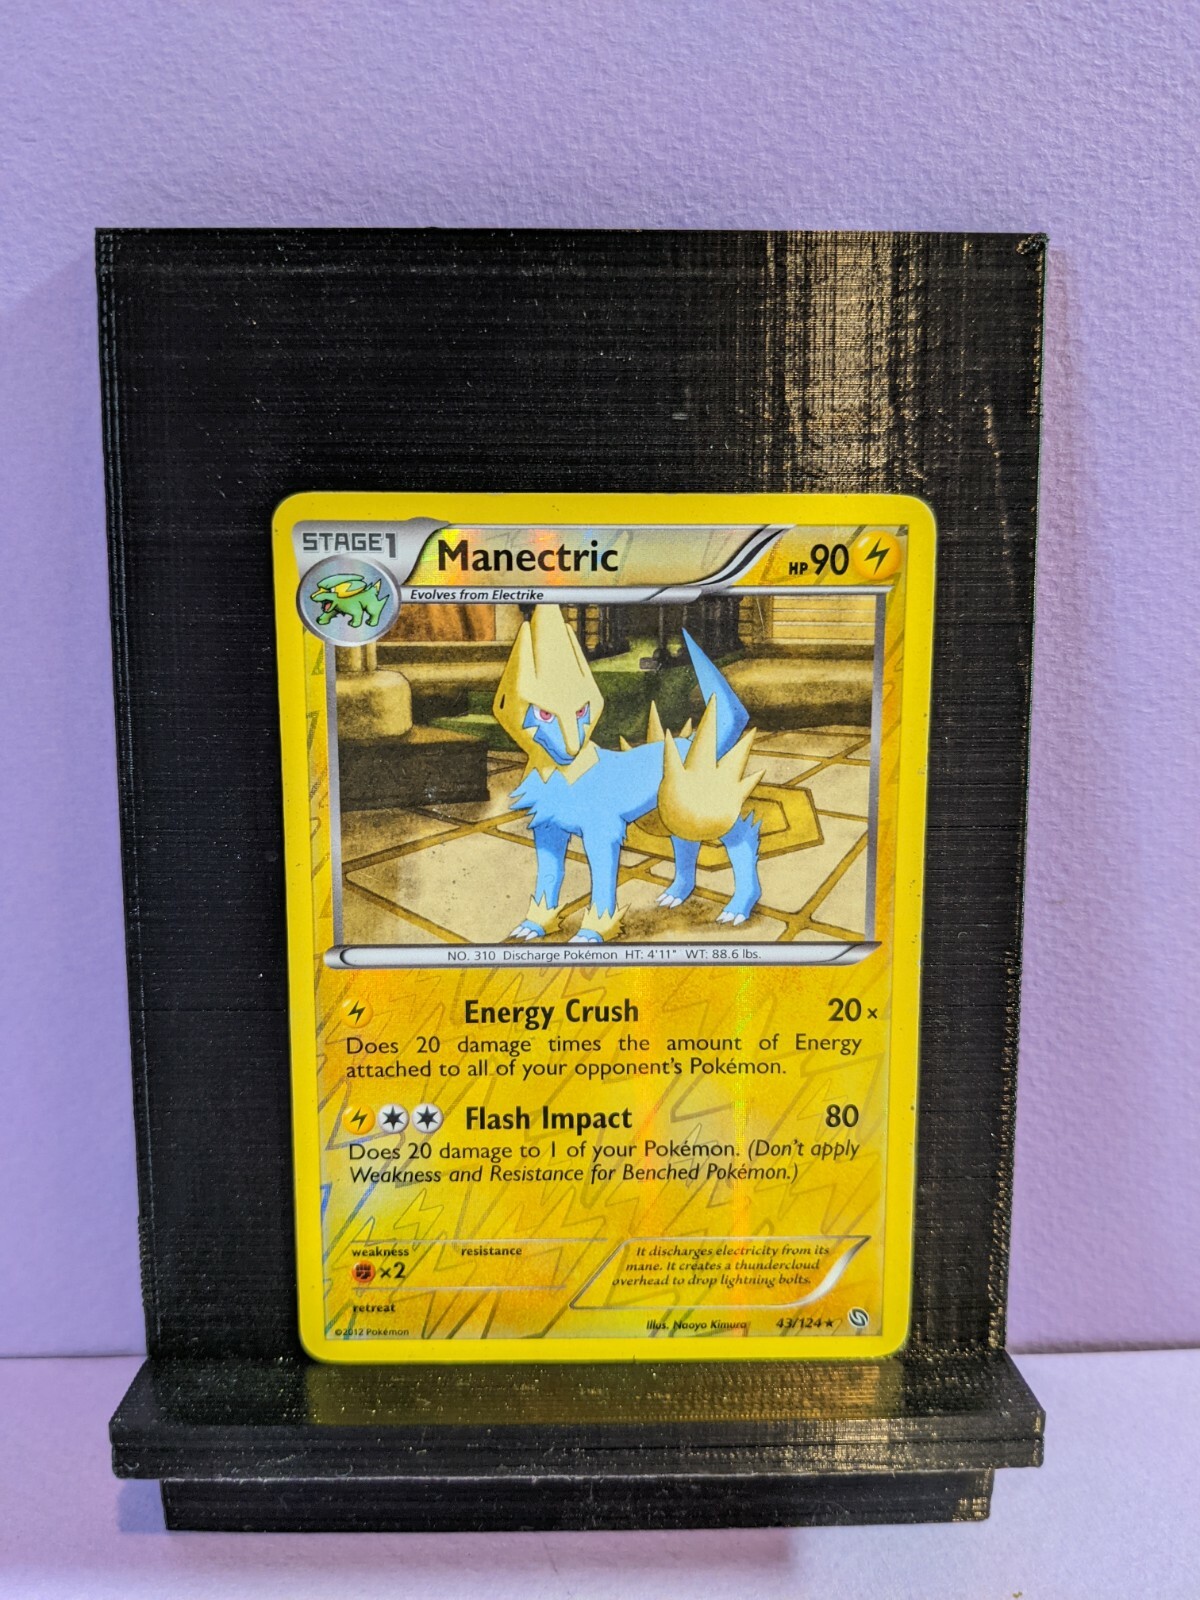 STAGE1
Manectric
HP90
Evolves from Electrike
NO. 310 Discharge Pokémon HT: 4'11" WT: 88.6 lbs.
Energy Crush 20×
Does 20 damage times the amount of Energy
attached to all of your opponent's Pokémon.
Flash Impact 80
Does 20 damage to 1 of your Pokémon. (Don't apply
Weakness and Resistance for Benched Pokémon.)
weakness resistance
×2
It discharges electricity from its
mane. It creates a thundercloud
overhead to drop lightning bolts.
retreat
Illus. Naoyo Kimura 43/124★
©2012 Pokémon